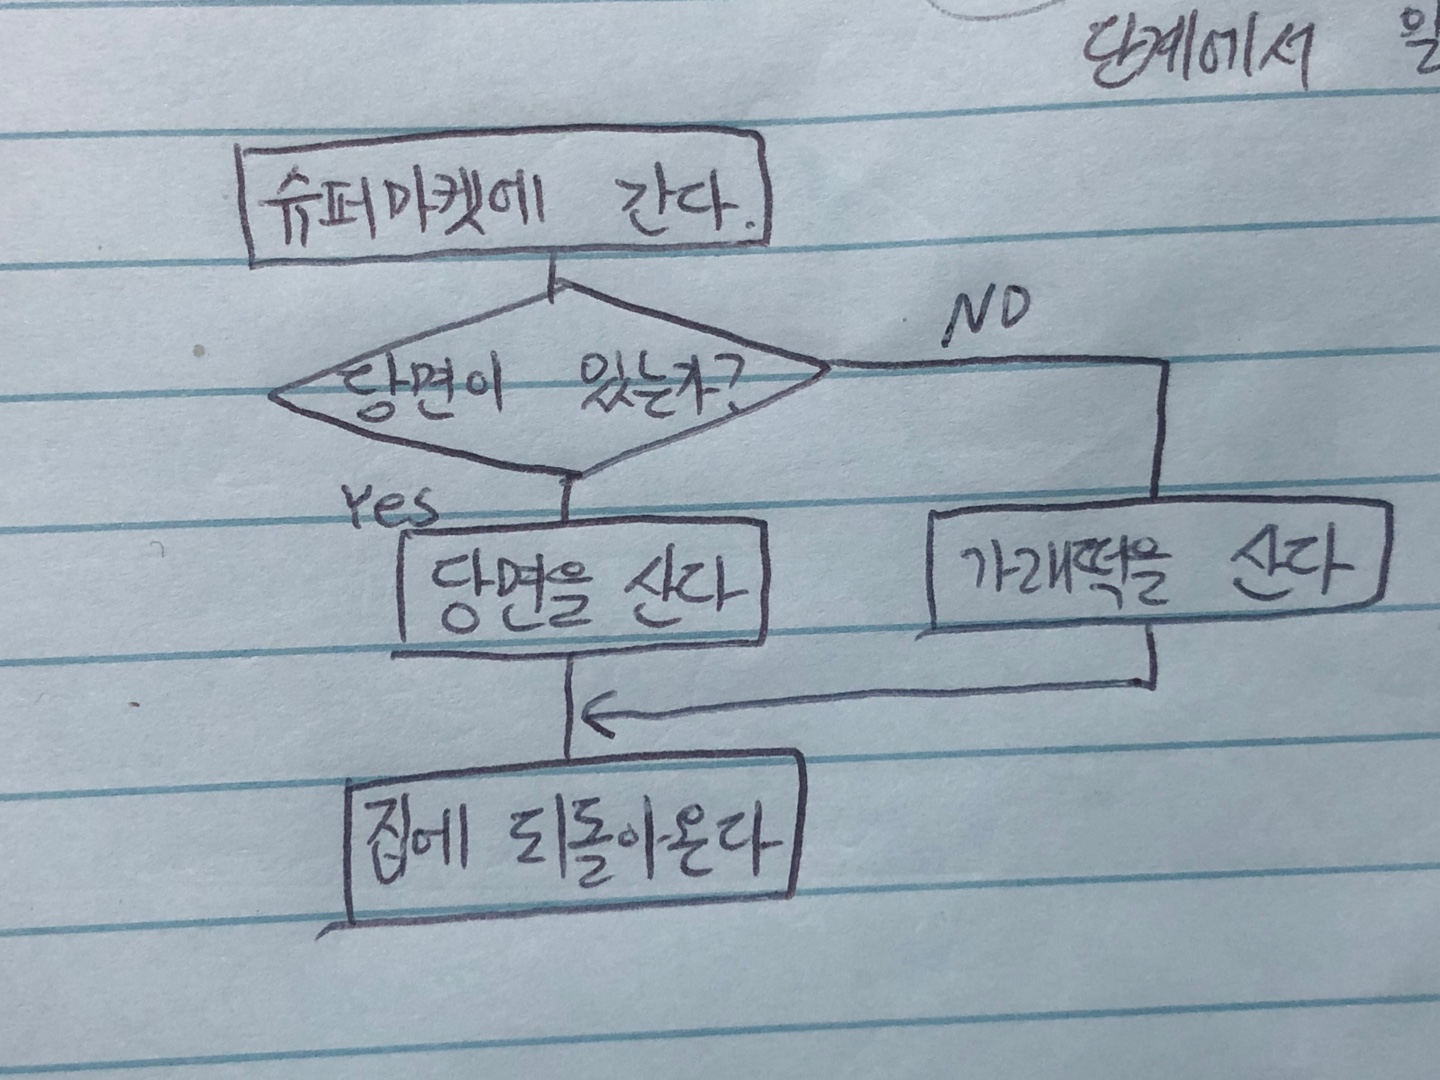 단계에서
슈퍼마켓에 간다.
NO
당면이 있는가?
Yes
당면을 산다
가래떡을 산다
집에 되돌아온다